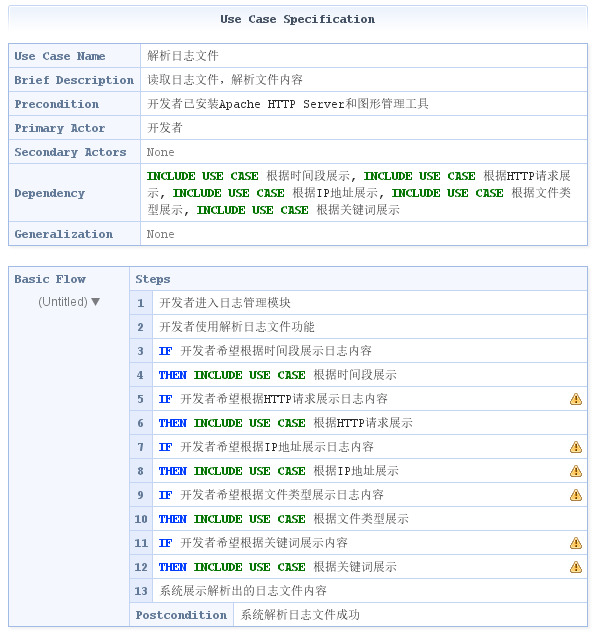 Use Case Specification
Use Case Name 解析日志文件
Brief Description 读取日志文件，解析文件内容
Precondition 开发者已安装Apache HTTP Server和图形管理工具
Primary Actor 开发者
Secondary Actors None
Dependency INCLUDE USE CASE 根据时间段展示, INCLUDE USE CASE 根据HTTP请求展
示, INCLUDE USE CASE 根据IP地址展示, INCLUDE USE CASE 根据文件类
型展示, INCLUDE USE CASE 根据关键词展示
Generalization None
Basic Flow Steps
(Untitled) ▼
1 开发者进入日志管理模块
2 开发者使用解析日志文件功能
3 IF 开发者希望根据时间段展示日志内容
4 THEN INCLUDE USE CASE 根据时间段展示
5 IF 开发者希望根据HTTP请求展示日志内容
6 THEN INCLUDE USE CASE 根据HTTP请求展示
7 IF 开发者希望根据IP地址展示日志内容
8 THEN INCLUDE USE CASE 根据IP地址展示
9 IF 开发者希望根据文件类型展示日志内容
10 THEN INCLUDE USE CASE 根据文件类型展示
11 IF 开发者希望根据关键词展示内容
12 THEN INCLUDE USE CASE 根据关键词展示
13 系统展示解析出的日志文件内容
Postcondition 系统解析日志文件成功